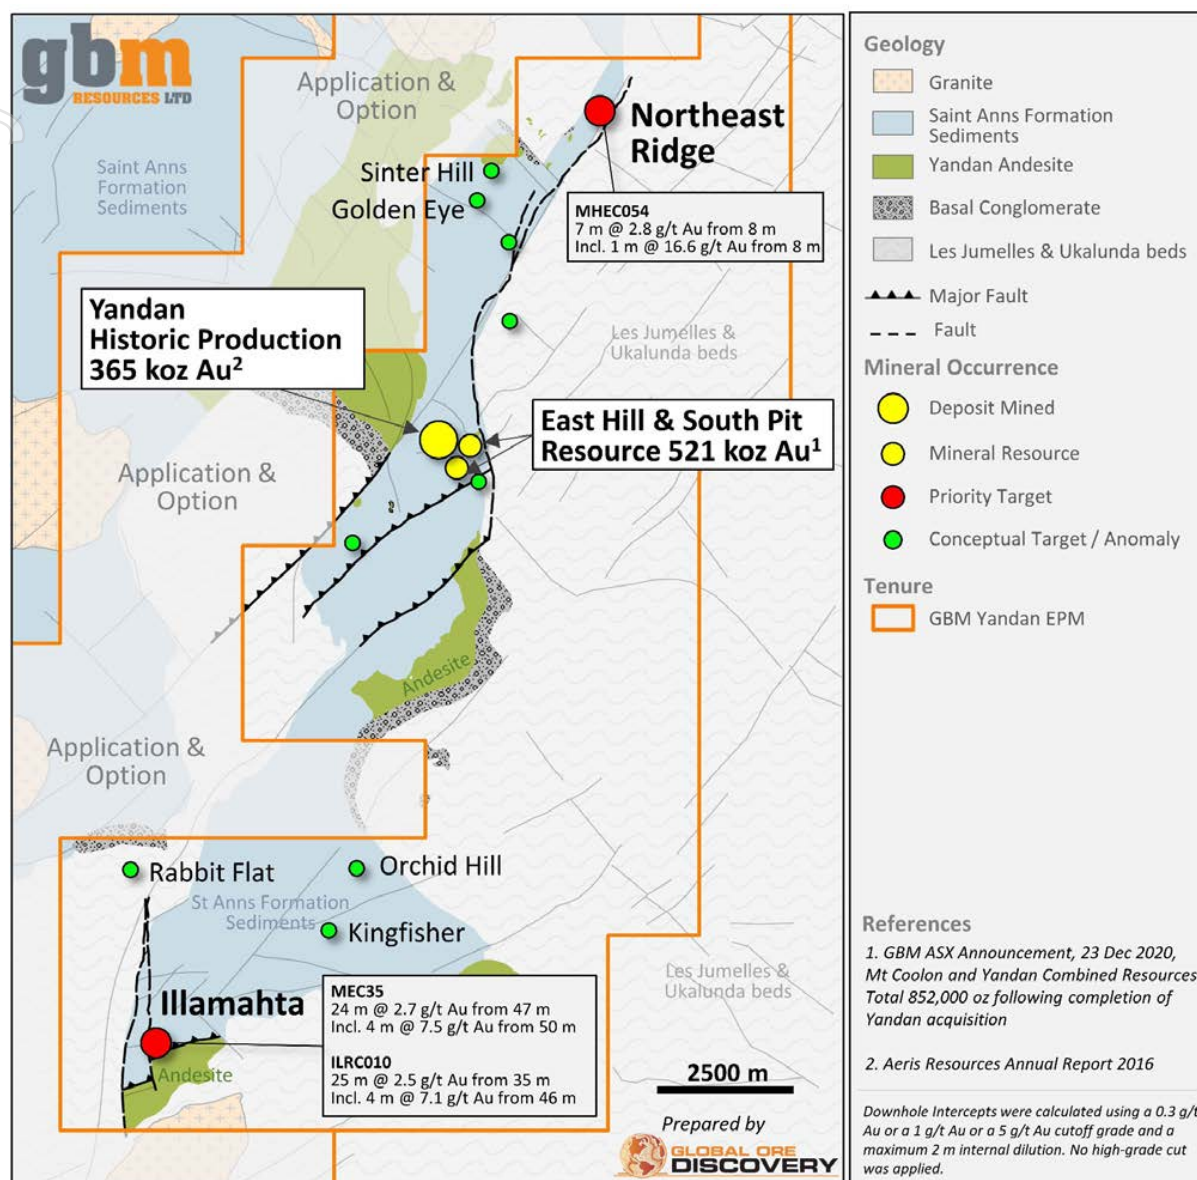 gbm
RESOURCES LTD
Application &
Option
Saint Anns
Formation
Sediments
Sinter Hill
Golden Eye
Northeast
Ridge
MHEC054
7 m @ 2.8 g/t Au from 8 m
Incl. 1 m @ 16.6 g/t Au from 8 m
Yandan
Historic Production
365 koz Au²
Les Jumelles &
Ukalunda beds
East Hill & South Pit
Resource 521 koz Au¹
Application &
Option
Andesite
Application &
Option
Rabbit Flat
Orchid Hill
St Anns Formation
Sediments
Kingfisher
Illamahta
MEC35
24 m @ 2.7 g/t Au from 47 m
Incl. 4 m @ 7.5 g/t Au from 50 m
ILRC010
25 m @ 2.5 g/t Au from 35 m
Incl. 4 m @ 7.1 g/t Au from 46 m
Andesite
Les Jumelles &
Ukalunda beds
2500 m
Prepared by
GLOBAL ORE
DISCOVERY
Geology
Granite
Saint Anns Formation
Sediments
Yandan Andesite
Basal Conglomerate
Les Jumelles & Ukalunda beds
Major Fault
Fault
Mineral Occurrence
Deposit Mined
Mineral Resource
Priority Target
Conceptual Target / Anomaly
Tenure
GBM Yandan EPM
References
1. GBM ASX Announcement, 23 Dec 2020,
Mt Coolon and Yandan Combined Resources
Total 852,000 oz following completion of
Yandan acquisition
2. Aeris Resources Annual Report 2016
Downhole Intercepts were calculated using a 0.3 g/t
Au or a 1 g/t Au or a 5 g/t Au cutoff grade and a
maximum 2 m internal dilution. No high-grade cut
was applied.